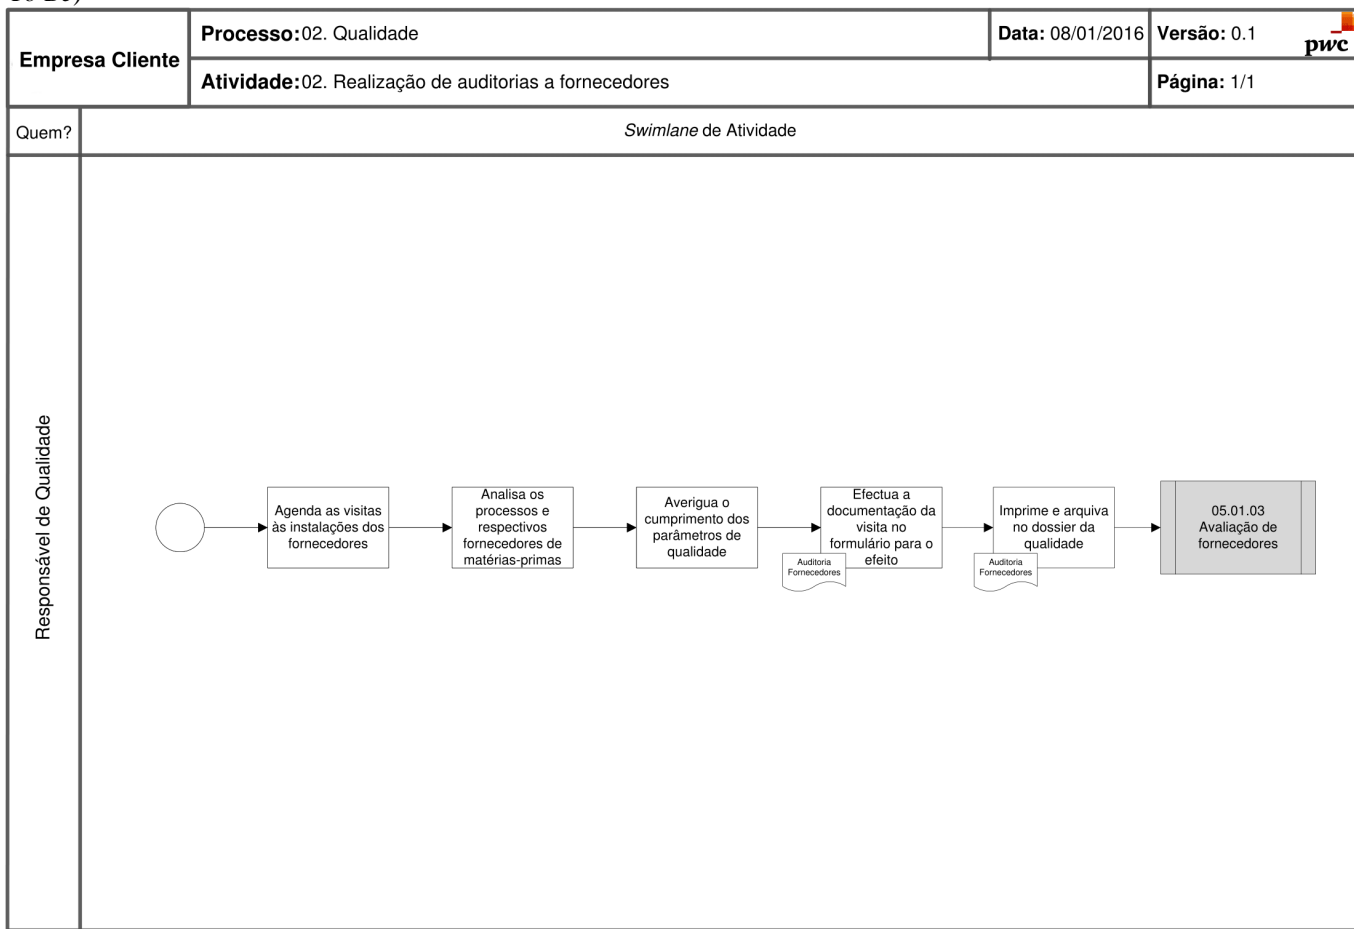 Empresa Cliente
Processo: 02. Qualidade
Data: 08/01/2016
Versão: 0.1
pwc
Atividade: 02. Realização de auditorias a fornecedores
Página: 1/1
Quem?
Swimlane de Atividade
Responsável de Qualidade
Agenda as visitas
às instalações dos
fornecedores
Analisa os
processos e
respectivos
fornecedores de
matérias-primas
Averigua o
cumprimento dos
parâmetros de
qualidade
Efectua a
documentação da
visita no
formulário para o
efeito
Auditoria
Fornecedores
Imprime e arquiva
no dossier da
qualidade
Auditoria
Fornecedores
05.01.03
Avaliação de
fornecedores